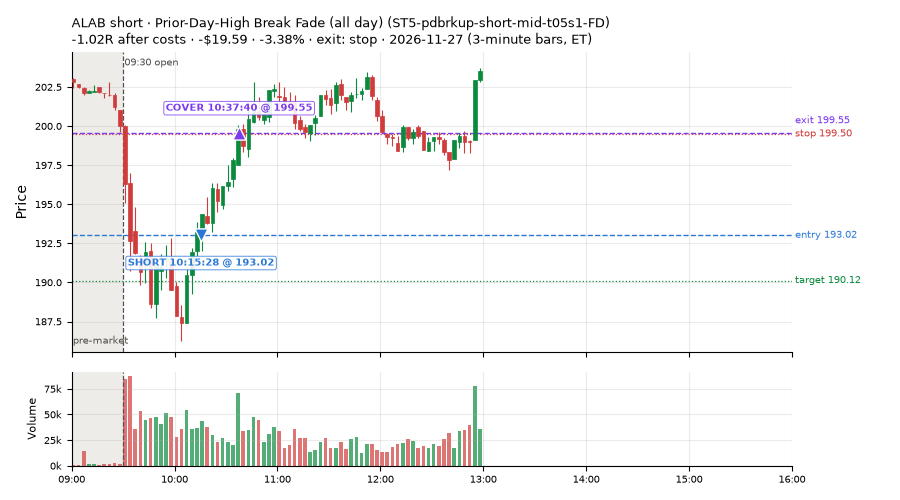 ALAB short · Prior-Day-High Break Fade (all day) (ST5-pdbrkup-short-mid-t05s1-FD)
-1.02R after costs · -$19.59 · -3.38% · exit: stop · 2026-11-27 (3-minute bars, ET)
09:30 open
202.5
COVER 10:37:40 @ 199.55
exit 199.55
200.0
stop 199.50
197.5
Price
195.0
entry 193.02
192.5
SHORT 10:15:28 @ 193.02
190.0
target 190.12
187.5
pre-market
75k
50k
Volume
25k
0k
09:00
10:00
11:00
12:00
13:00
14:00
15:00
16:00